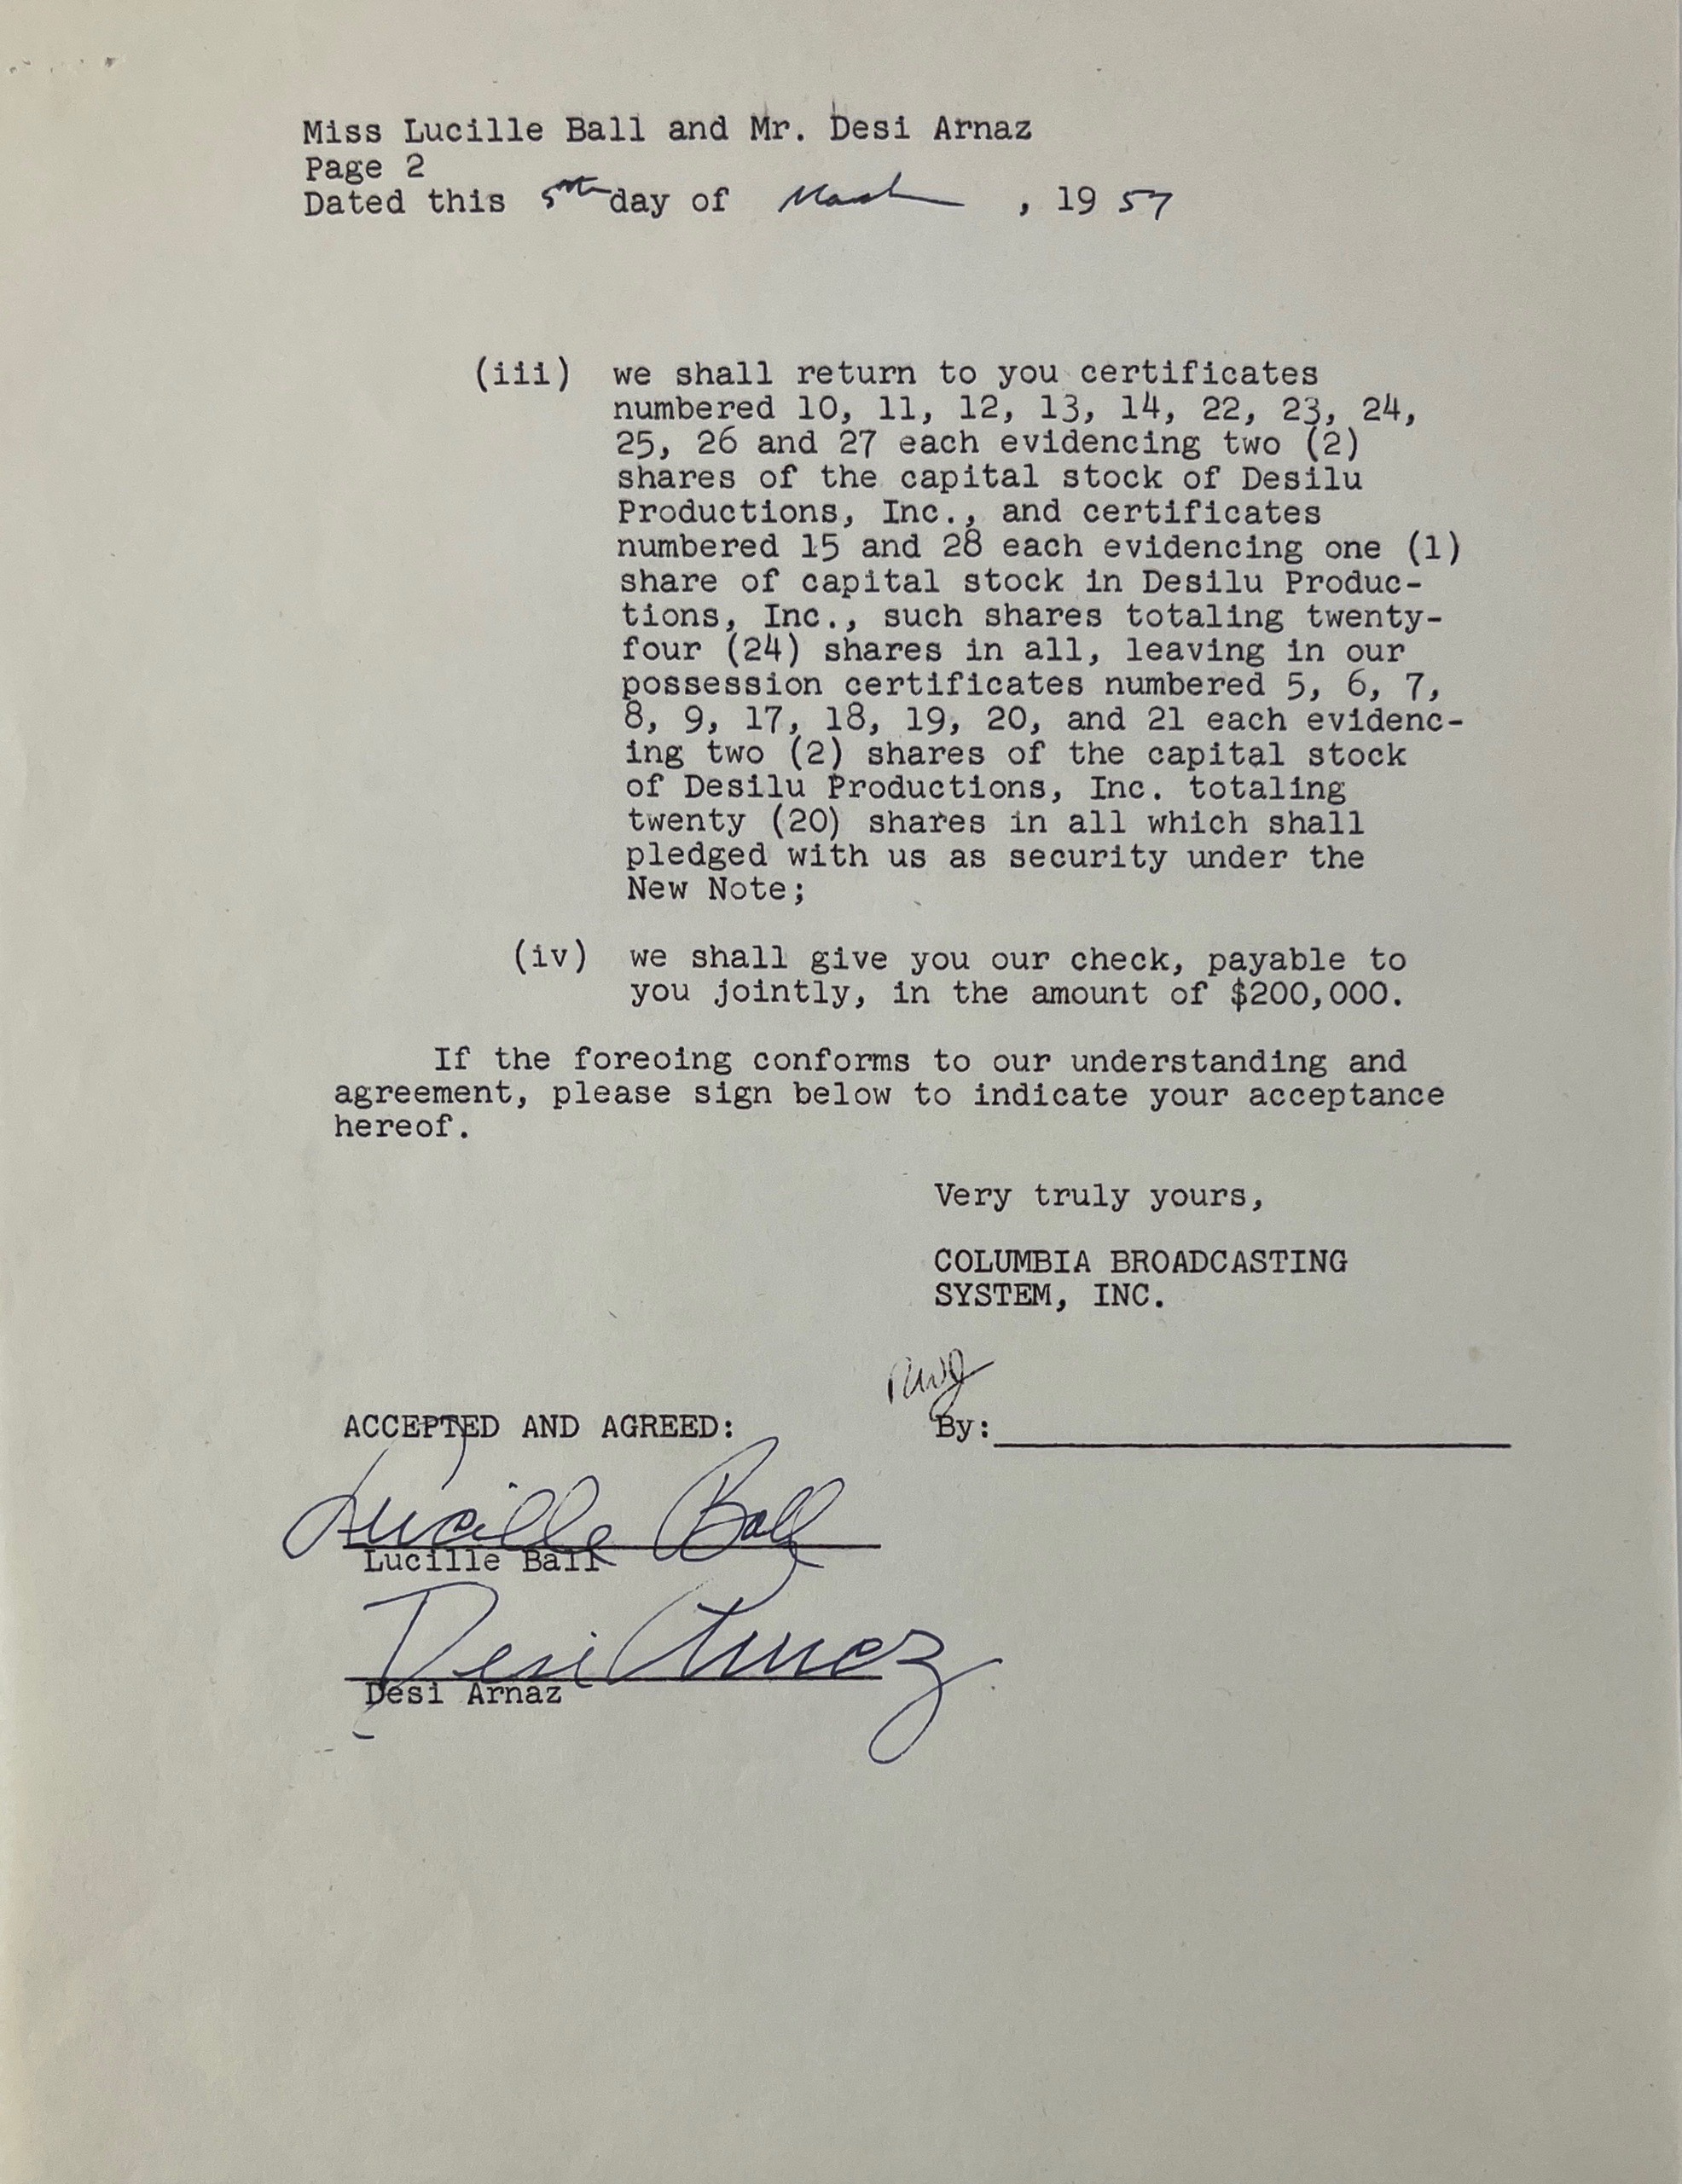 Miss Lucille Ball and Mr. Desi Arnaz
Page 2
Dated this 5th day of March , 19 57
(iii) we shall return to you certificates
numbered 10, 11, 12, 13, 14, 22, 23, 24,
25, 26 and 27 each evidencing two (2)
shares of the capital stock of Desilu
Productions, Inc., and certificates
numbered 15 and 28 each evidencing one (1)
share of capital stock in Desilu Produc-
tions, Inc., such shares totaling twenty-
four (24) shares in all, leaving in our
possession certificates numbered 5, 6, 7,
8, 9, 17, 18, 19, 20, and 21 each evidenc-
ing two (2) shares of the capital stock
of Desilu Productions, Inc. totaling
twenty (20) shares in all which shall
pledged with us as security under the
New Note;
(iv) we shall give you our check, payable to
you jointly, in the amount of $200,000.
If the foreoing conforms to our understanding and
agreement, please sign below to indicate your acceptance
hereof.
Very truly yours,
COLUMBIA BROADCASTING
SYSTEM, INC.
ACCEPTED AND AGREED:
By:
Lucille Ball
Lucille Ball
Desi Arnaz
Desi Arnaz